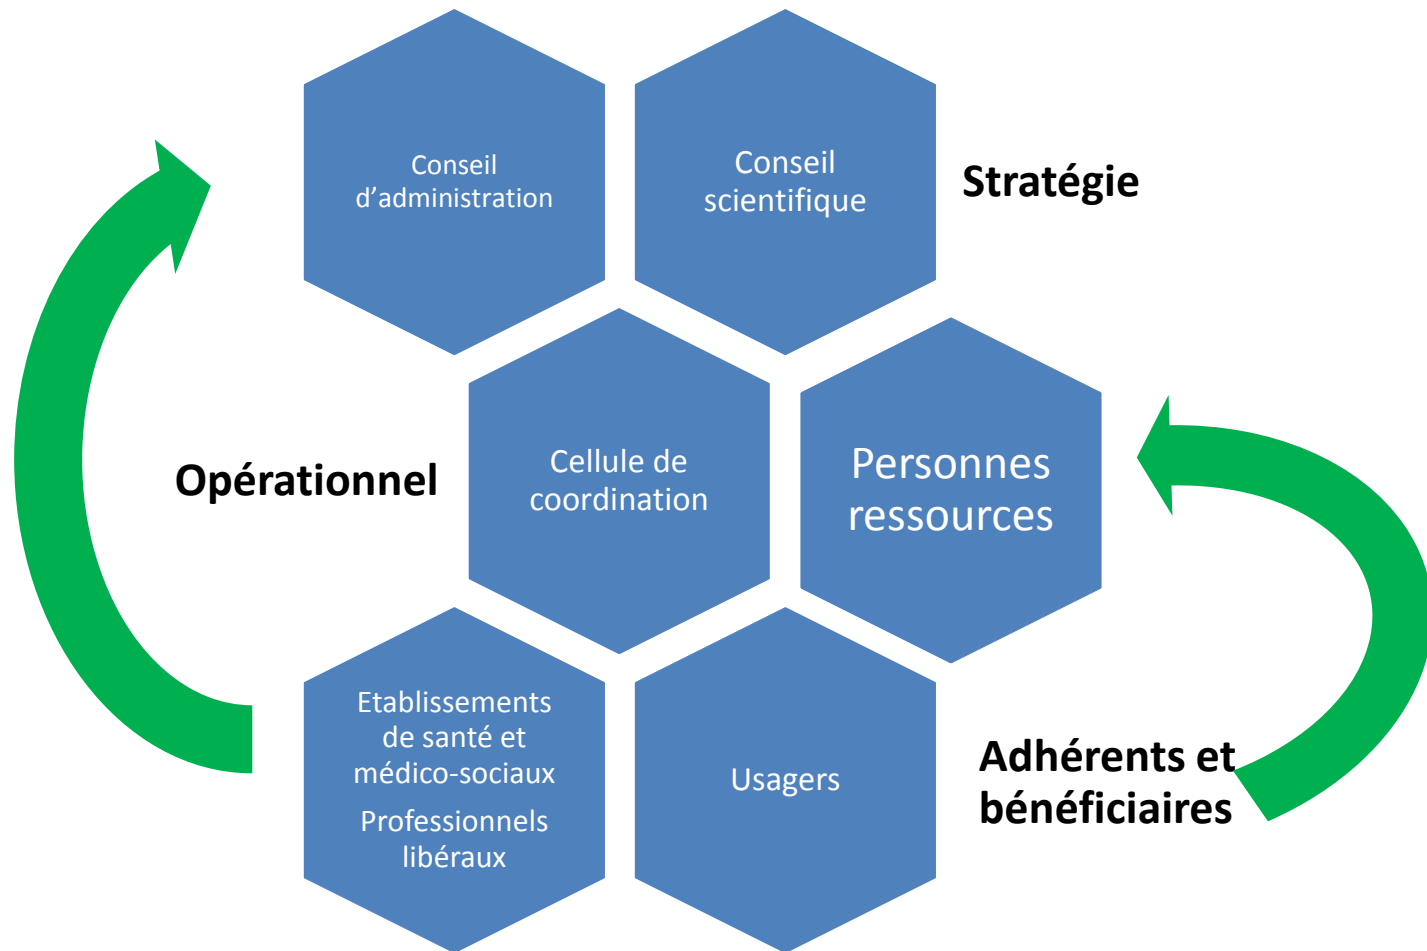 Conseil
d’administration
Conseil
scientifique
Stratégie
Opérationnel
Cellule de
coordination
Personnes
ressources
Etablissements
de santé et
médico-sociaux
Professionnels
libéraux
Usagers
Adhérents et
bénéficiaires